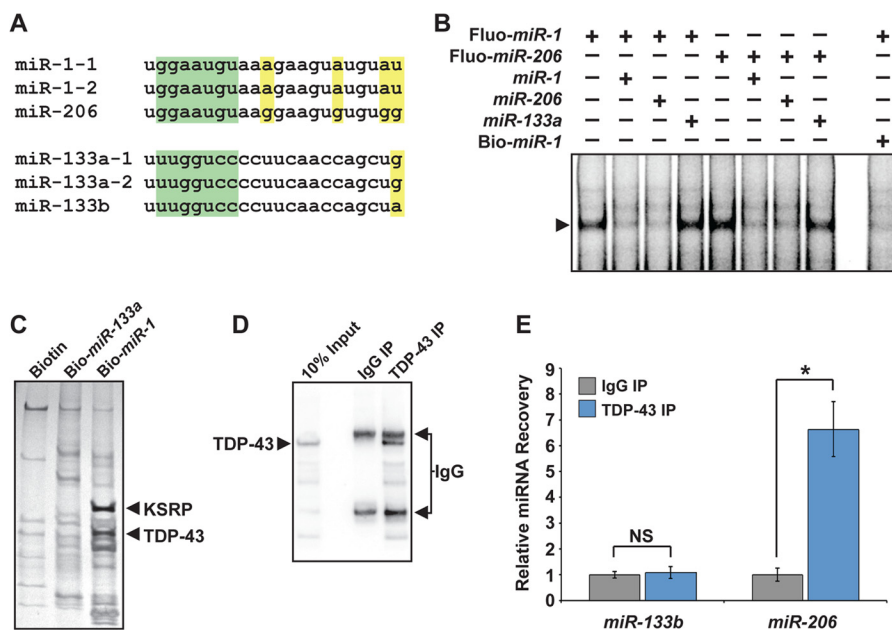 A
miR-1-1 uggaauguaaagaaguauguau
miR-1-2 uggaauguaaagaaguauguau
miR-206 uggaauguaaggaagugugugg
miR-133a-1 uuugguccccuucaaccagcug
miR-133a-2 uuugguccccuucaaccagcug
miR-133b uuugguccccuucaaccagcua
B
Fluo-miR-1 + + + + − − − − +
Fluo-miR-206 − − − − + + + + −
miR-1 − + − − − + − − −
miR-206 − − + − − − + − −
miR-133a − − − + − − − + −
Bio-miR-1 − − − − − − − − +
C
Biotin
Bio-miR-133a
Bio-miR-1
KSRP
TDP-43
D
10% Input
IgG IP
TDP-43 IP
TDP-43
IgG
E
Relative miRNA Recovery
9
8
7
6
5
4
3
2
1
0
IgG IP
TDP-43 IP
NS
*
miR-133b
miR-206